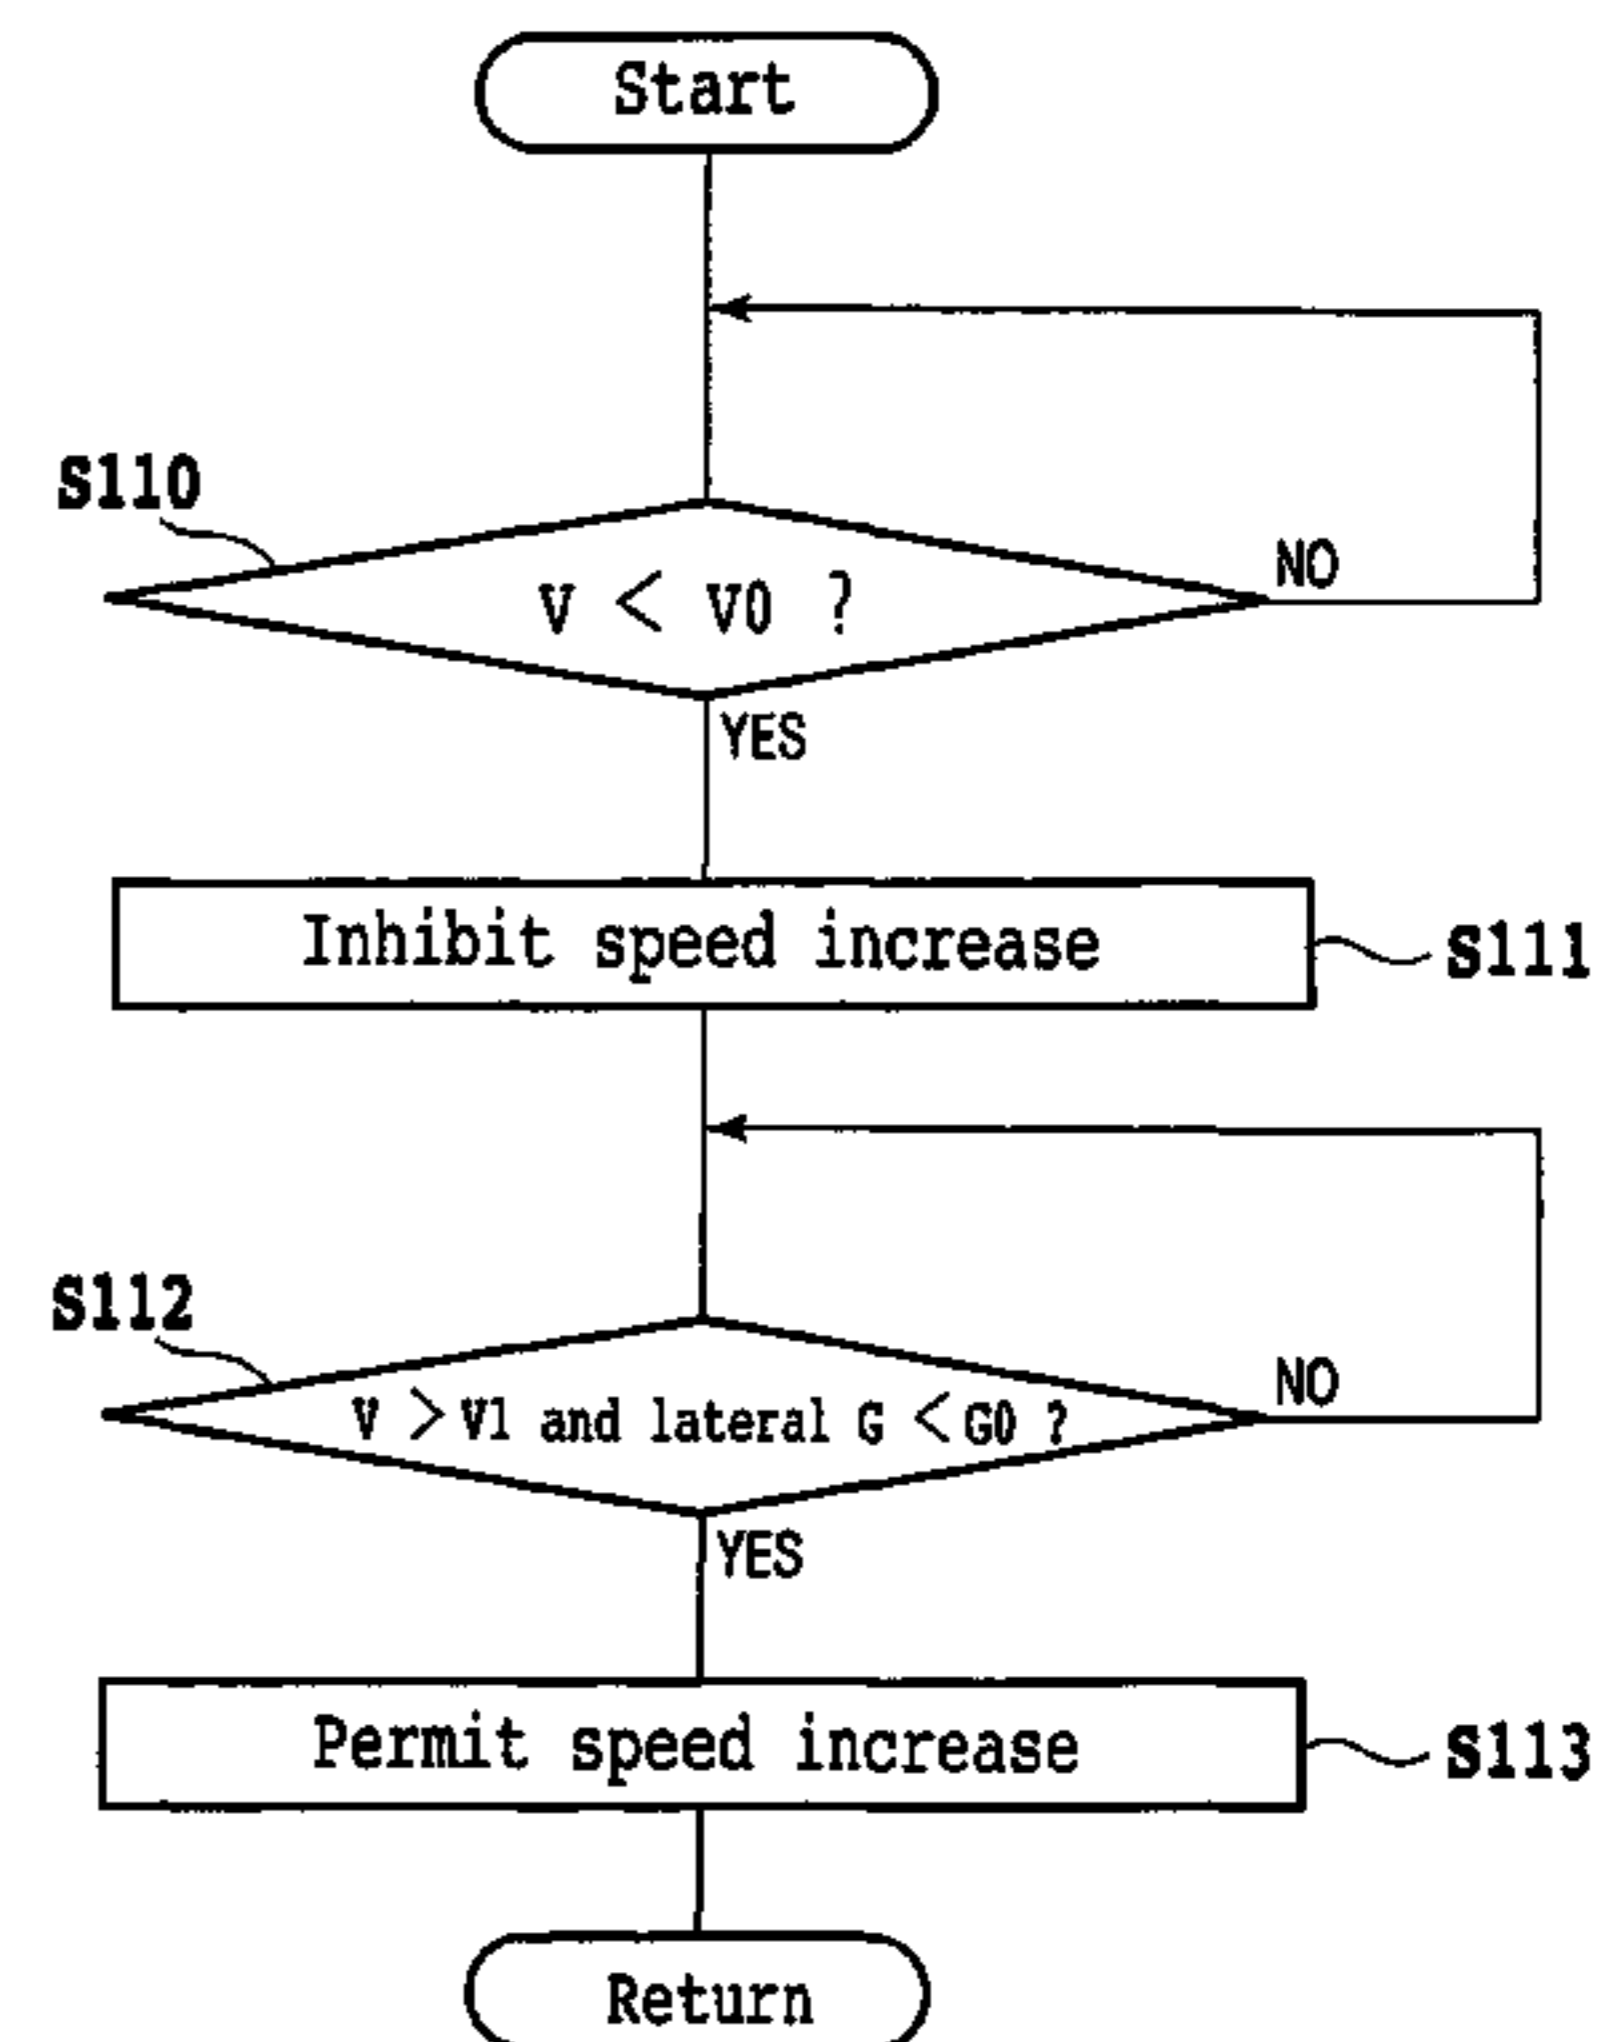 Start
S110
V < V0 ?
NO
YES
Inhibit speed increase
S111
S112
V > V1 and lateral G < G0 ?
NO
YES
Permit speed increase
S113
Return